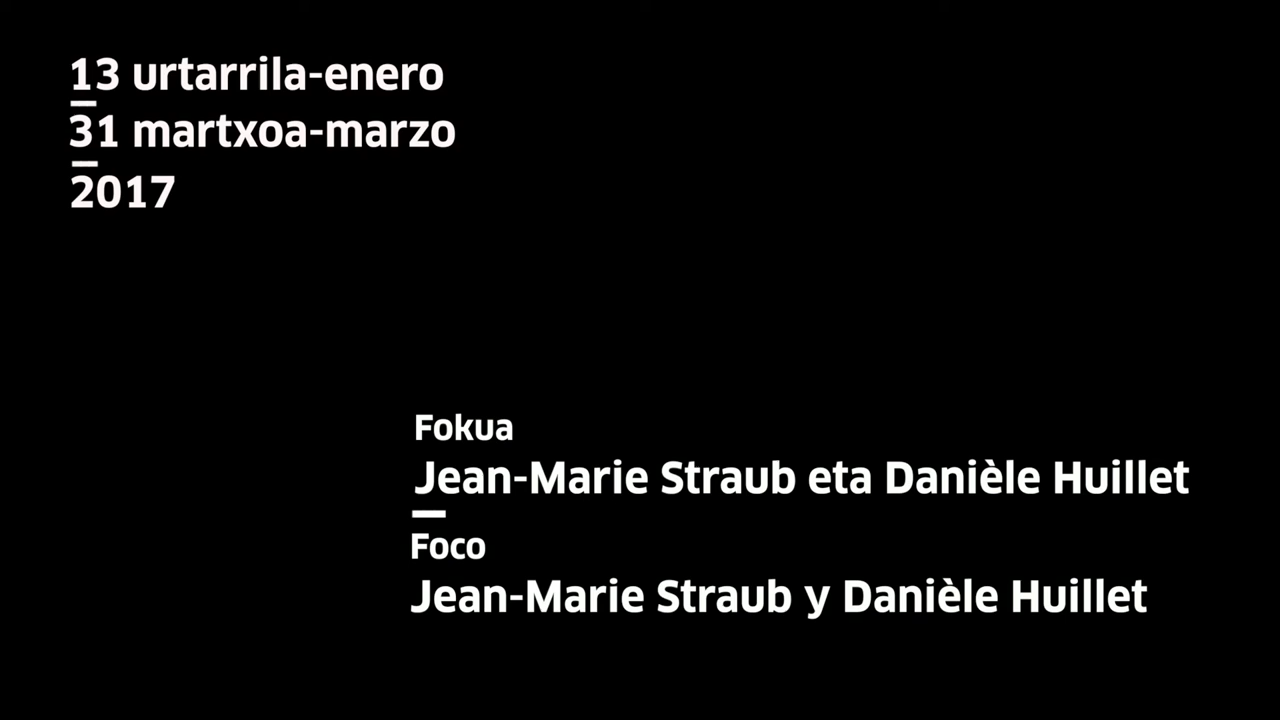 13 urtarrila-enero
31 martxoa-marzo
2017
Fokua
Jean-Marie Straub eta Danièle Huillet
Foco
Jean-Marie Straub y Danièle Huillet